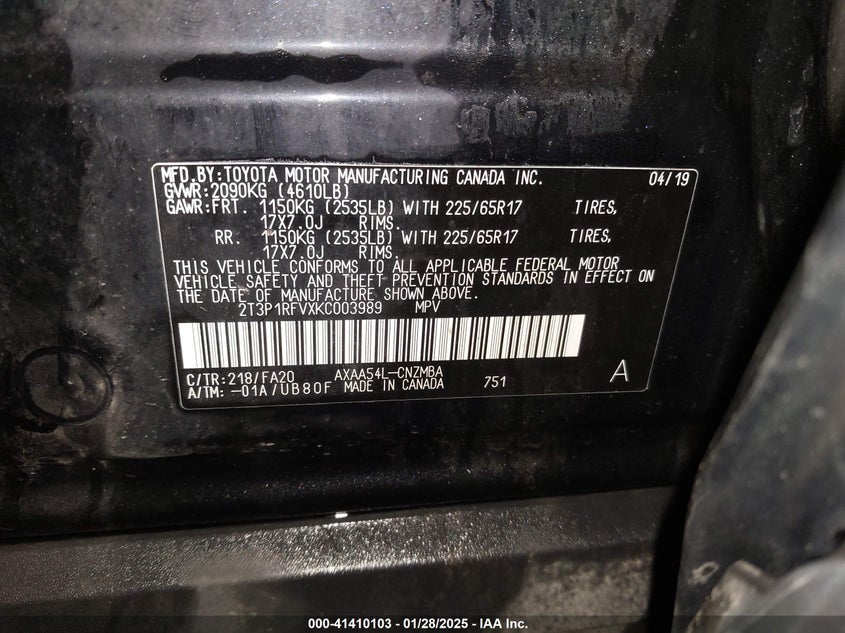 MFD.BY:TOYOTA MOTOR MANUFACTURING CANADA INC. 04/19
GVWR:2090KG (4610LB)
GAWR:FRT. 1150KG (2535LB) WITH 225/65R17 TIRES,
17X7.0J RIMS.
RR. 1150KG (2535LB) WITH 225/65R17 TIRES,
17X7.0J RIMS.
THIS VEHICLE CONFORMS TO ALL APPLICABLE FEDERAL MOTOR
VEHICLE SAFETY AND THEFT PREVENTION STANDARDS IN EFFECT ON
THE DATE OF MANUFACTURE SHOWN ABOVE.
2T3P1RFVXKC003989 MPV
C/TR:218/FA20 AXAA54L-CNZMBA
A/TM:-01A/UB80F MADE IN CANADA 751 A
000-41410103 - 01/28/2025 - IAA Inc.